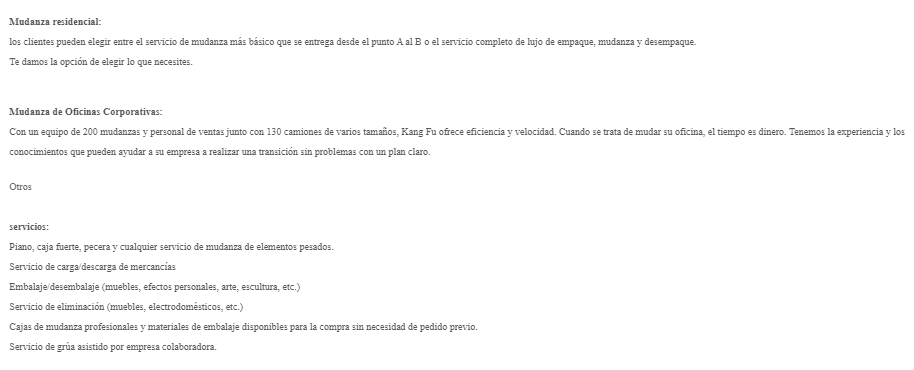 Mudanza residencial:
los clientes pueden elegir entre el servicio de mudanza más básico que se entrega desde el punto A al B o el servicio completo de lujo de empaque, mudanza y desempaque.
Te damos la opción de elegir lo que necesites.
Mudanza de Oficinas Corporativas:
Con un equipo de 200 mudanzas y personal de ventas junto con 130 camiones de varios tamaños, Kang Fu ofrece eficiencia y velocidad. Cuando se trata de mudar su oficina, el tiempo es dinero. Tenemos la experiencia y los
conocimientos que pueden ayudar a su empresa a realizar una transición sin problemas con un plan claro.
Otros
servicios:
Piano, caja fuerte, pecera y cualquier servicio de mudanza de elementos pesados.
Servicio de carga/descarga de mercancías
Embalaje/desembalaje (muebles, efectos personales, arte, escultura, etc.)
Servicio de eliminación (muebles, electrodomésticos, etc.)
Cajas de mudanza profesionales y materiales de embalaje disponibles para la compra sin necesidad de pedido previo.
Servicio de grúa asistido por empresa colaboradora.